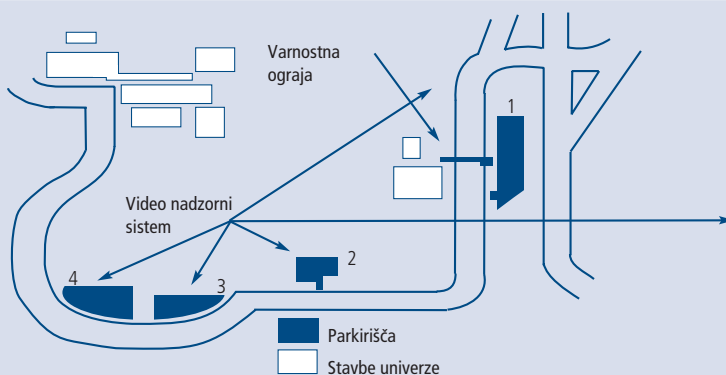 Varnostna
ograja
1
Video nadzorni
sistem
2
4
3
Parkirišča
Stavbe univerze